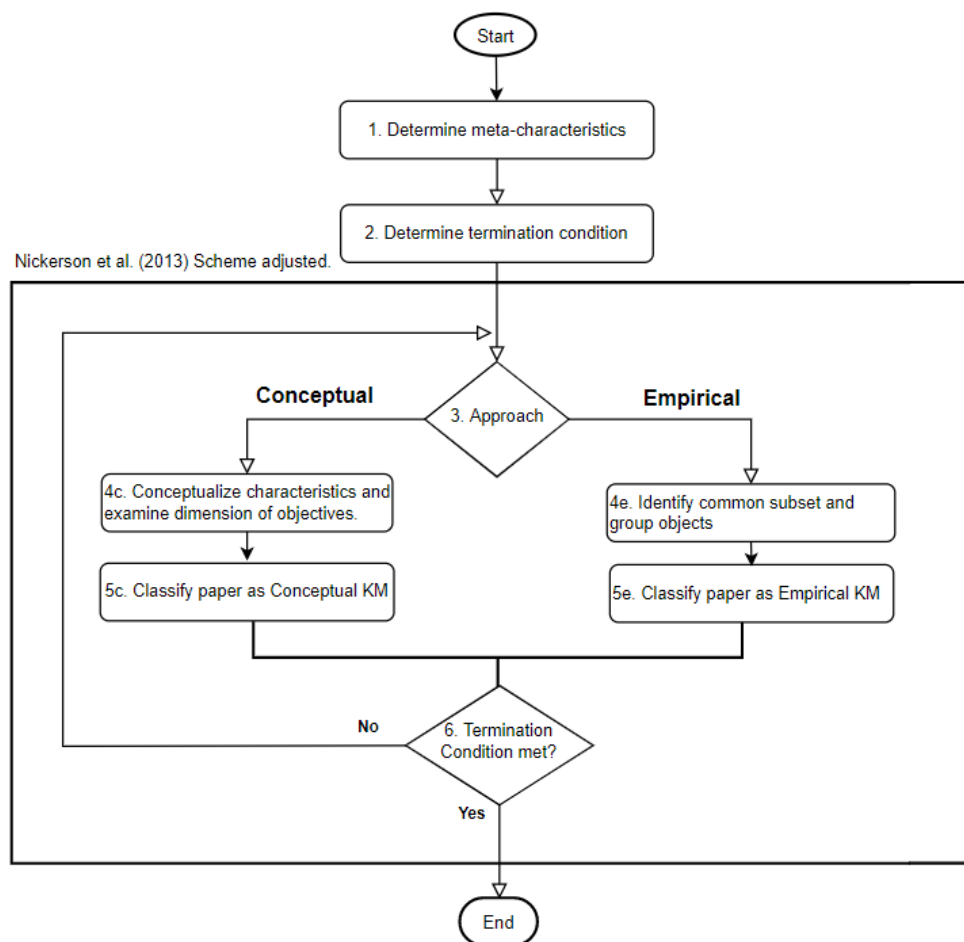 Start
1. Determine meta-characteristics
2. Determine termination condition
Nickerson et al. (2013) Scheme adjusted.
Conceptual
Empirical
3. Approach
4c. Conceptualize characteristics and
examine dimension of objectives.
4e. Identify common subset and
group objects
5c. Classify paper as Conceptual KM
5e. Classify paper as Empirical KM
No
6. Termination
Condition met?
Yes
End